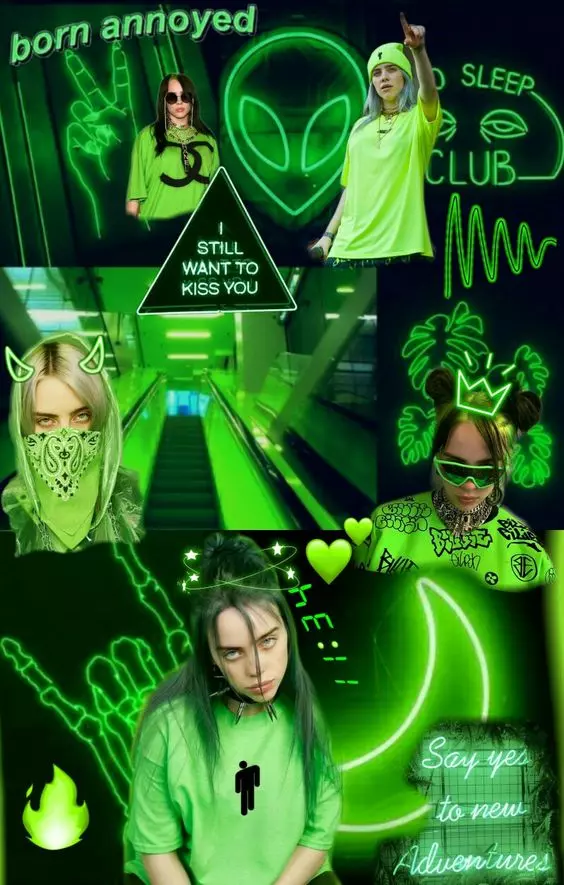 born annoyed
SLEEP
CLUB
I
STILL
WANT TO
KISS YOU
Say yes
to new
Adventures